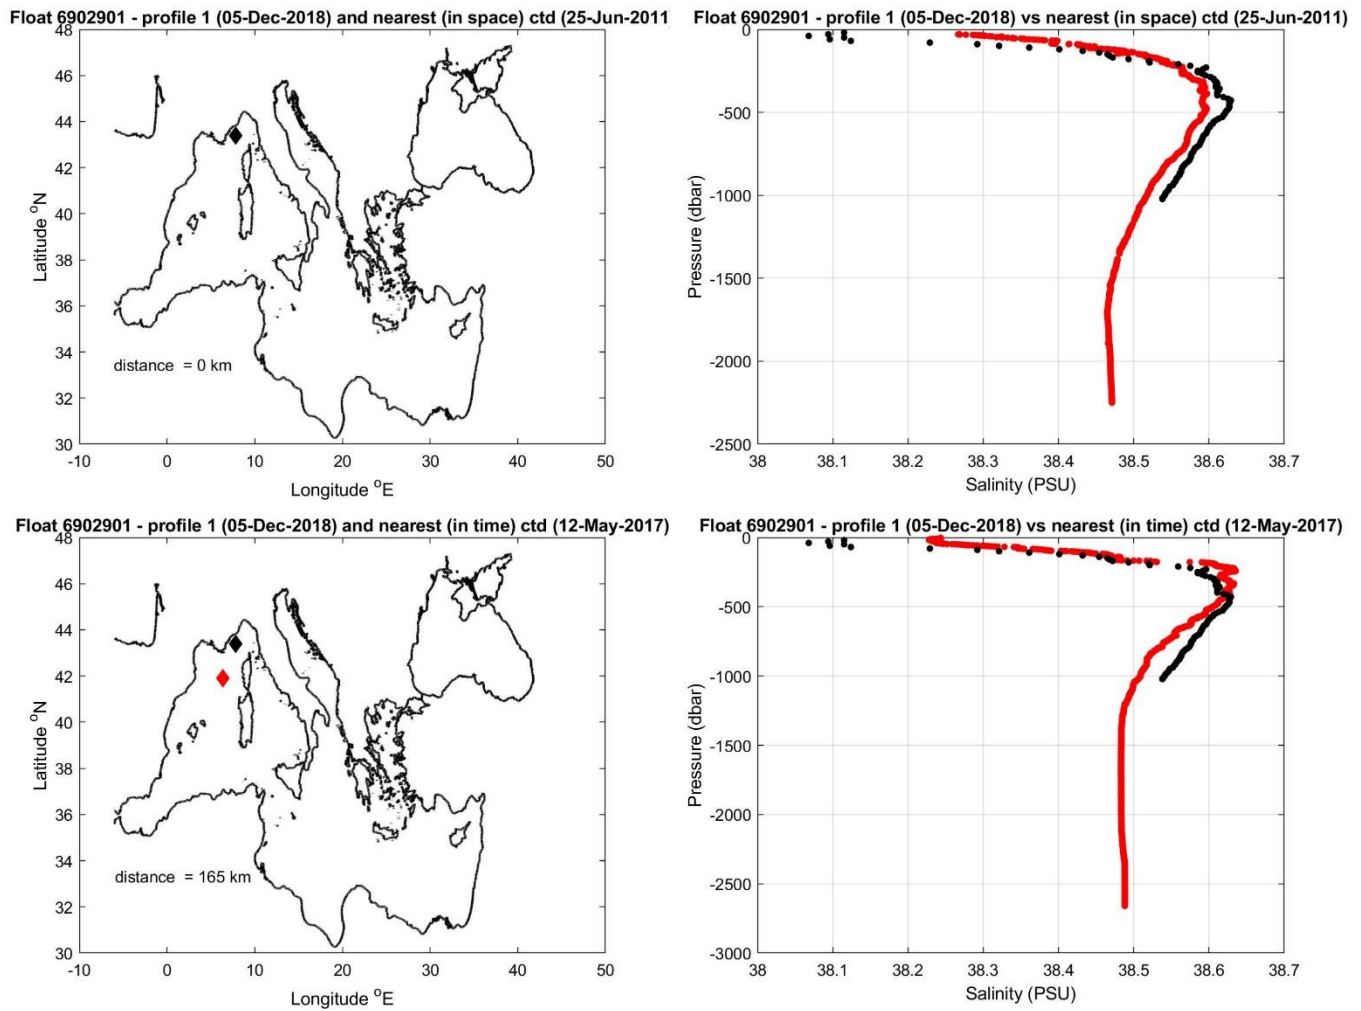 Float 6902901 - profile 1 (05-Dec-2018) and nearest (in space) ctd (25-Jun-2011)
48
46
44
42
40
38
36
34
32
30
Latitude °N
distance = 0 km
-10 0 10 20 30 40 50
Longitude °E
Float 6902901 - profile 1 (05-Dec-2018) vs nearest (in space) ctd (25-Jun-2011)
0
-500
-1000
-1500
-2000
-2500
Pressure (dbar)
38 38.1 38.2 38.3 38.4 38.5 38.6 38.7
Salinity (PSU)
Float 6902901 - profile 1 (05-Dec-2018) and nearest (in time) ctd (12-May-2017)
48
46
44
42
40
38
36
34
32
30
Latitude °N
distance = 165 km
-10 0 10 20 30 40 50
Longitude °E
Float 6902901 - profile 1 (05-Dec-2018) vs nearest (in time) ctd (12-May-2017)
0
-500
-1000
-1500
-2000
-2500
-3000
Pressure (dbar)
38 38.1 38.2 38.3 38.4 38.5 38.6 38.7
Salinity (PSU)